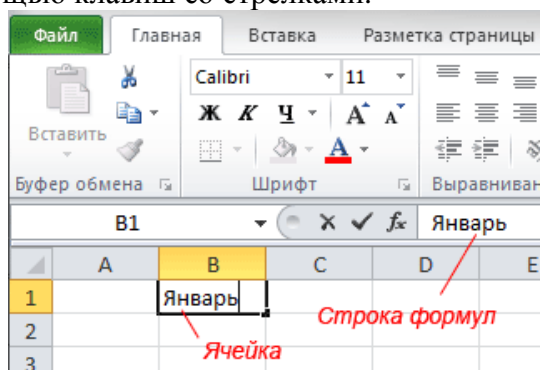 щью клавиш со стрелками.
Файл Главная Вставка Разметка страницы
Calibri 11
Вставить Ж К Ч A A
Буфер обмена Шрифт Выравниван
B1 fx Январь
A B C D E
1 Январь
Строка формул
2
Ячейка
3